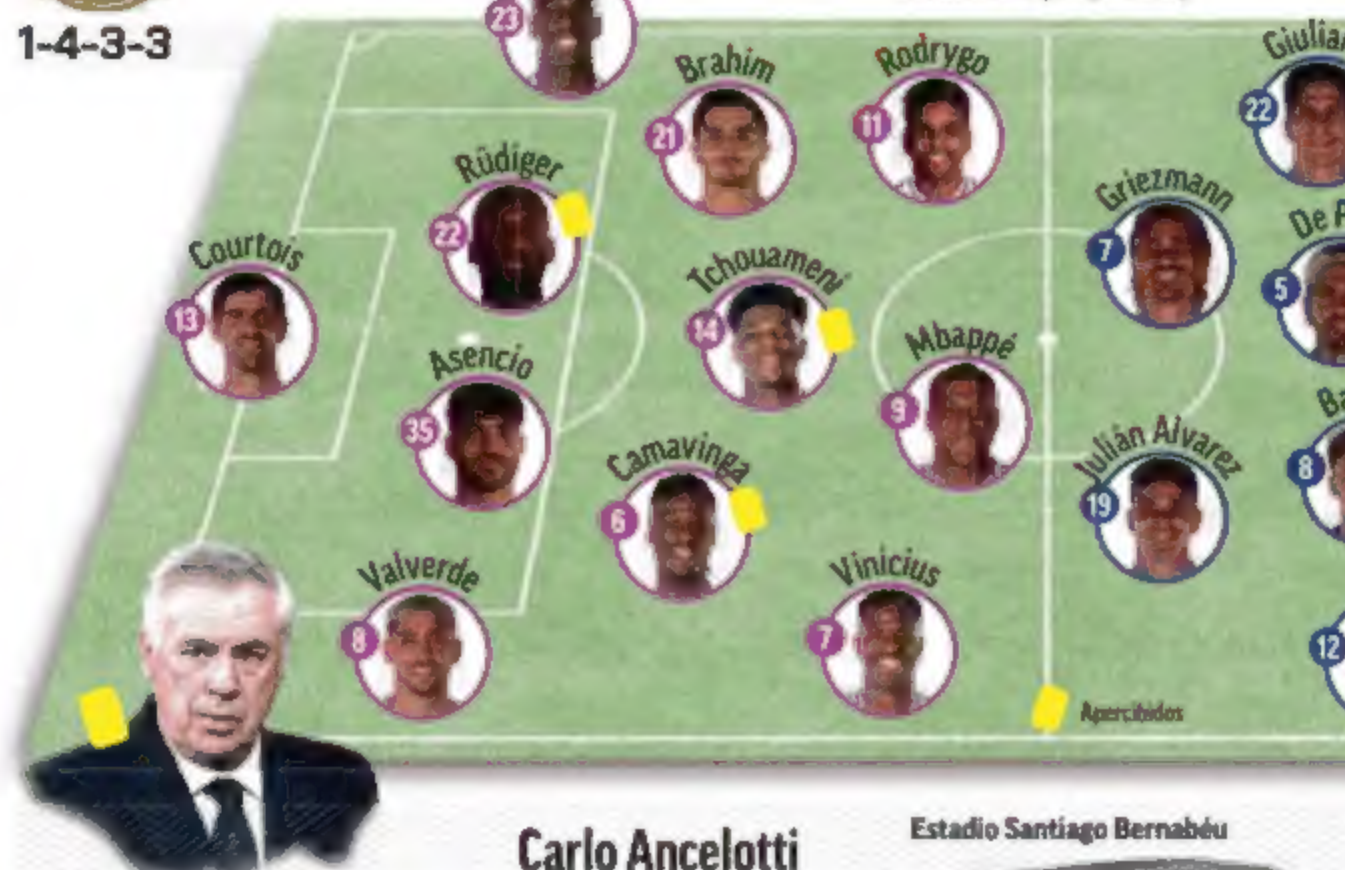 1-4-3-3
23
Brahim
21
Rodrygo
11
22
Rüdiger
22
Griezmann
7
Courtois
13
Tchouameni
14
5
Asencio
35
Mbappé
9
Camavinga
6
Julián Alvarez
19
8
Valverde
8
Vinicius
7
12
Apercibidos
Carlo Ancelotti
Estadio Santiago Bernabéu